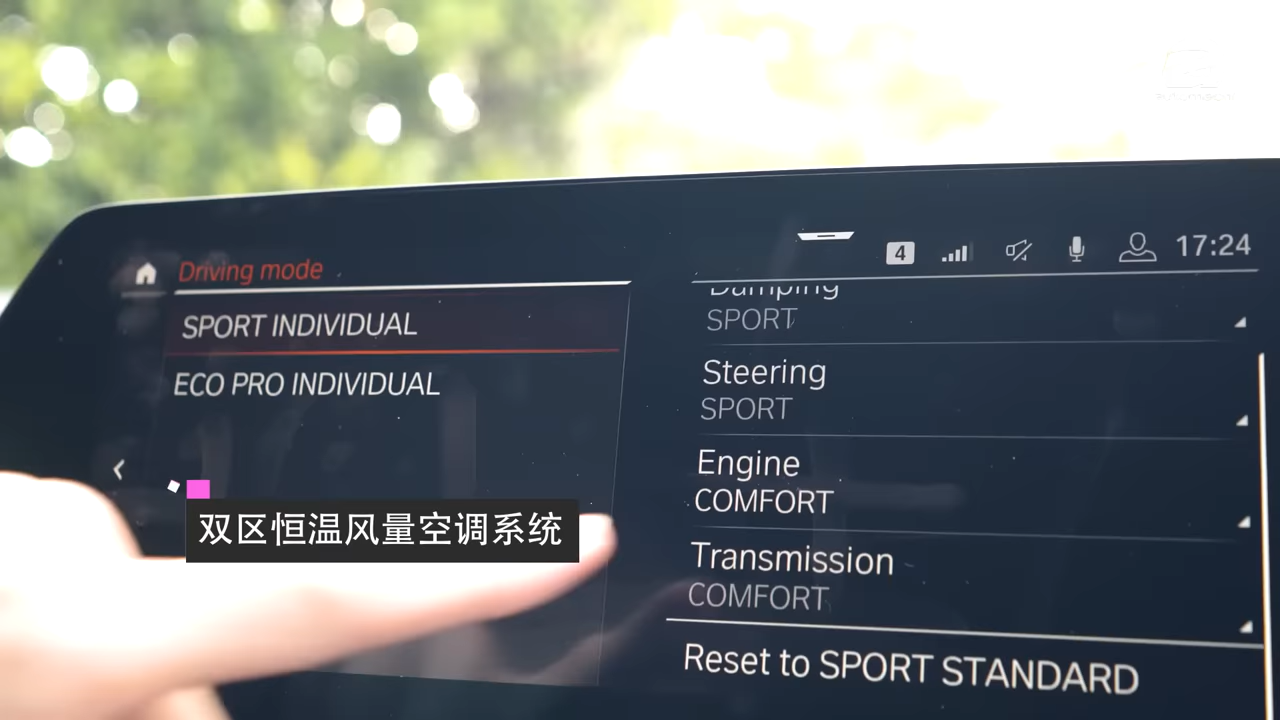 4
17:24
Driving mode
SPORT INDIVIDUAL
ECO PRO INDIVIDUAL
Damping
SPORT
Steering
SPORT
Engine
COMFORT
Transmission
COMFORT
Reset to SPORT STANDARD
双区恒温风量空调系统